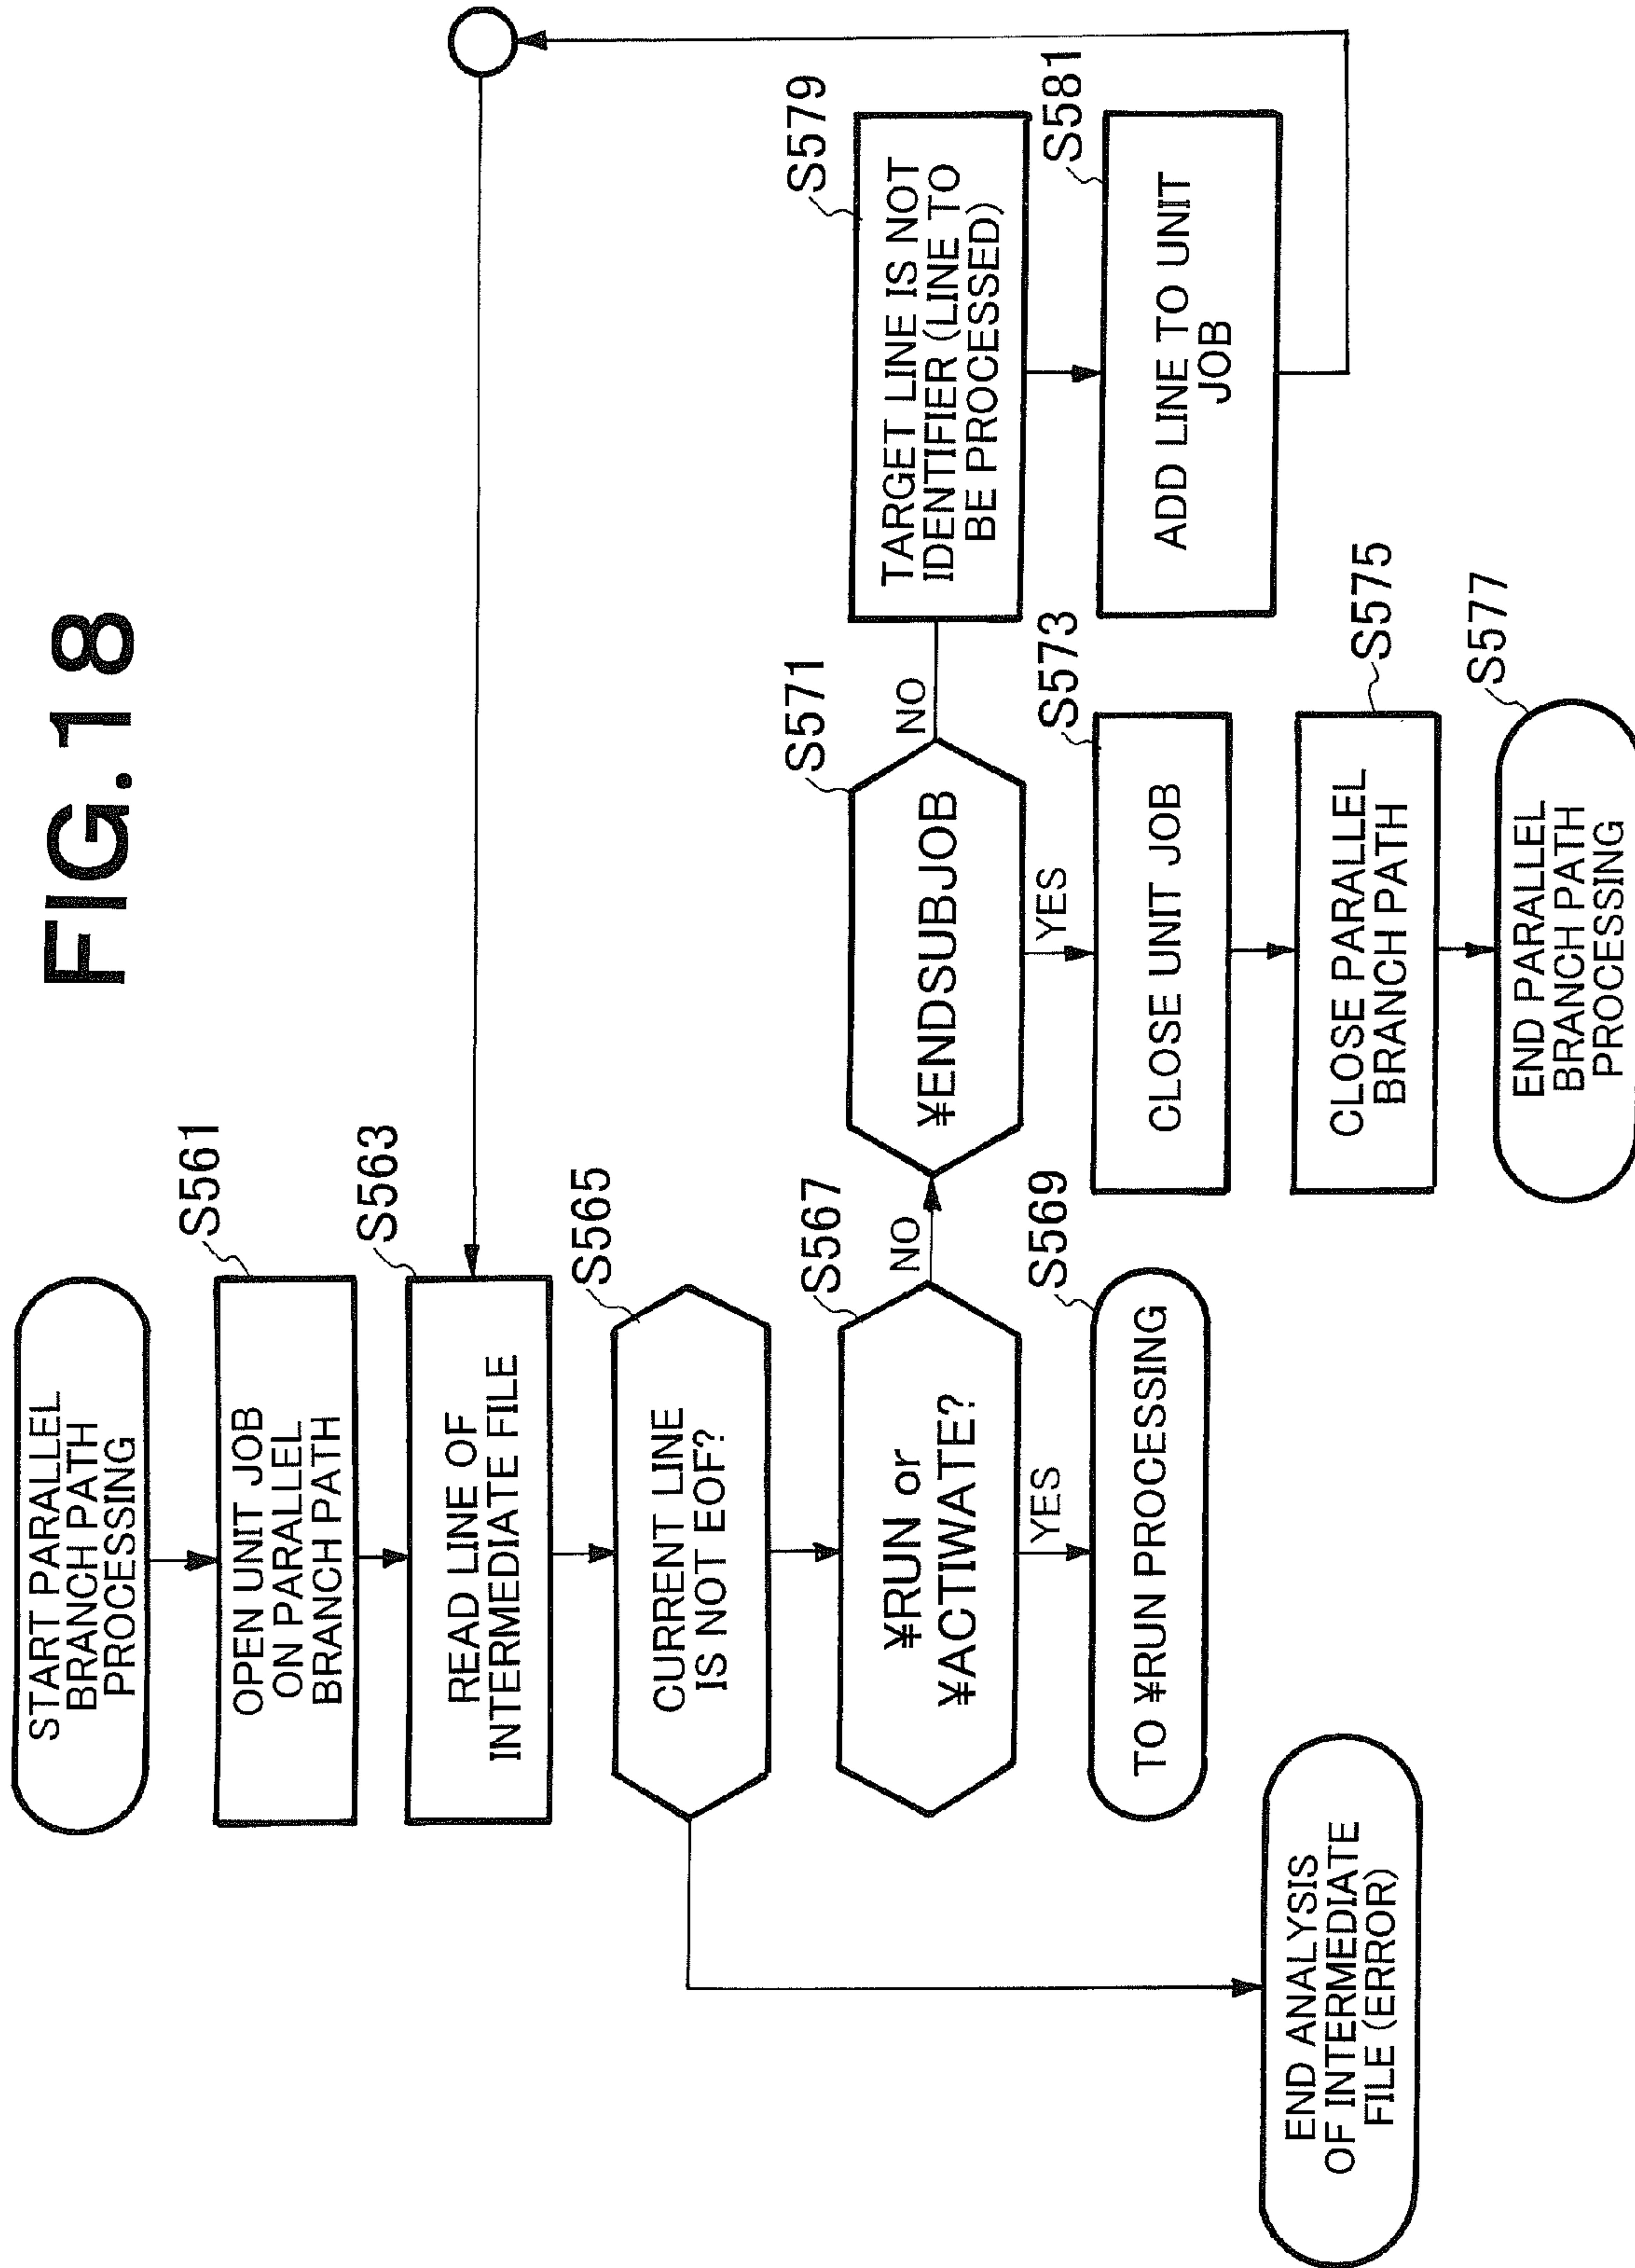 FIG.18
START PARALLEL
BRANCH PATH
PROCESSING
S561
OPEN UNIT JOB
ON PARALLEL
BRANCH PATH
S563
READ LINE OF
INTERMEDIATE FILE
S565
CURRENT LINE
IS NOT EOF?
S567
¥RUN or
¥ACTIWATE?
NO
YES
S569
TO ¥RUN PROCESSING
END ANALYSIS
OF INTERMEDIATE
FILE (ERROR)
S571
¥ENDSUBJOB
NO
YES
S573
CLOSE UNIT JOB
S575
CLOSE PARALLEL
BRANCH PATH
S577
END PARALLEL
BRANCH PATH
PROCESSING
S579
TARGET LINE IS NOT
IDENTIFIER (LINE TO
BE PROCESSED)
S581
ADD LINE TO UNIT
JOB